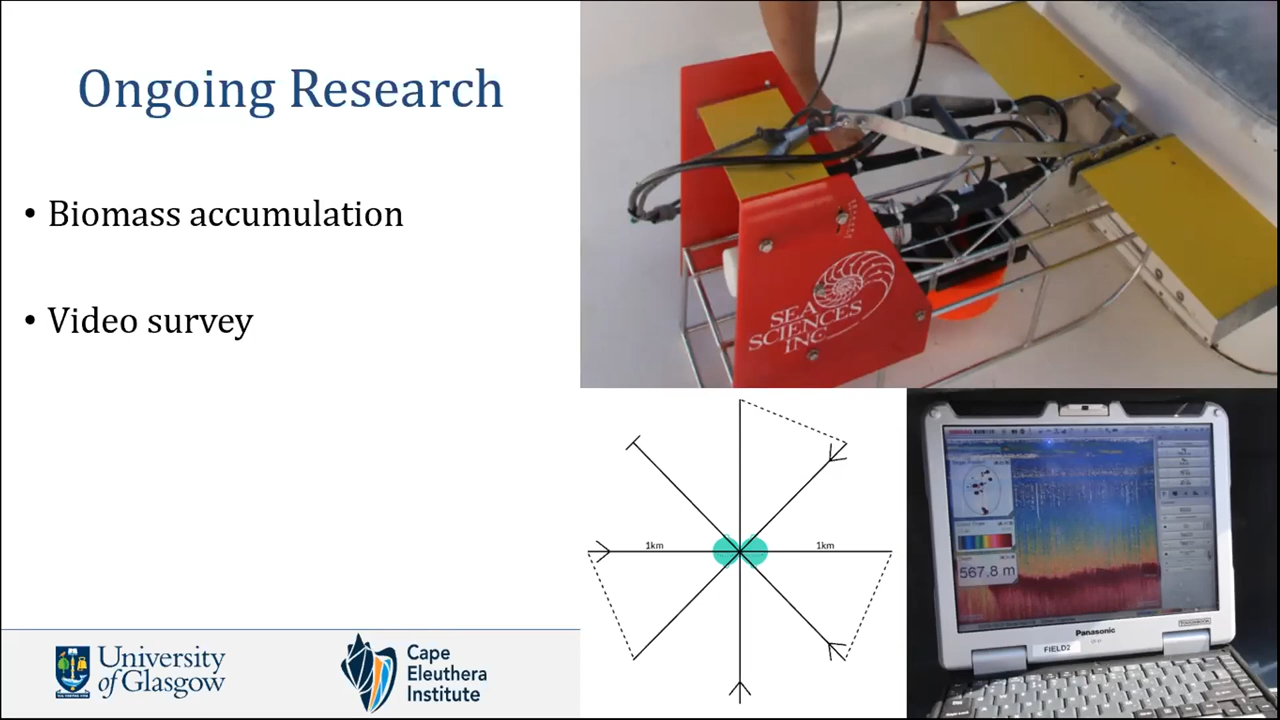 Ongoing Research
• Biomass accumulation
• Video survey
University
of Glasgow
Cape
Eleuthera
Institute
SEA
SCIENCES
INC
1km
1km
567.8 m
Panasonic
FIELD2